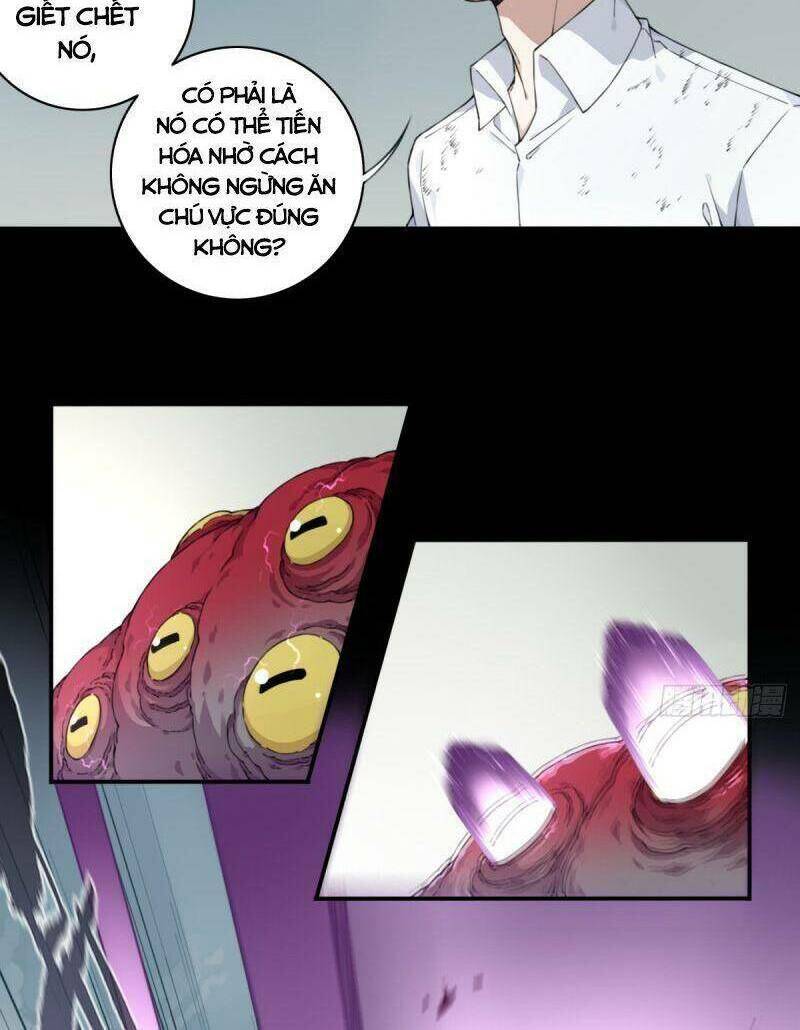 GIẾT CHẾT
NÓ,
CÓ PHẢI LÀ
NÓ CÓ THỂ TIẾN
HÓA NHỜ CÁCH
KHÔNG NGỪNG ĂN
CHÚ VỰC ĐÚNG
KHÔNG?